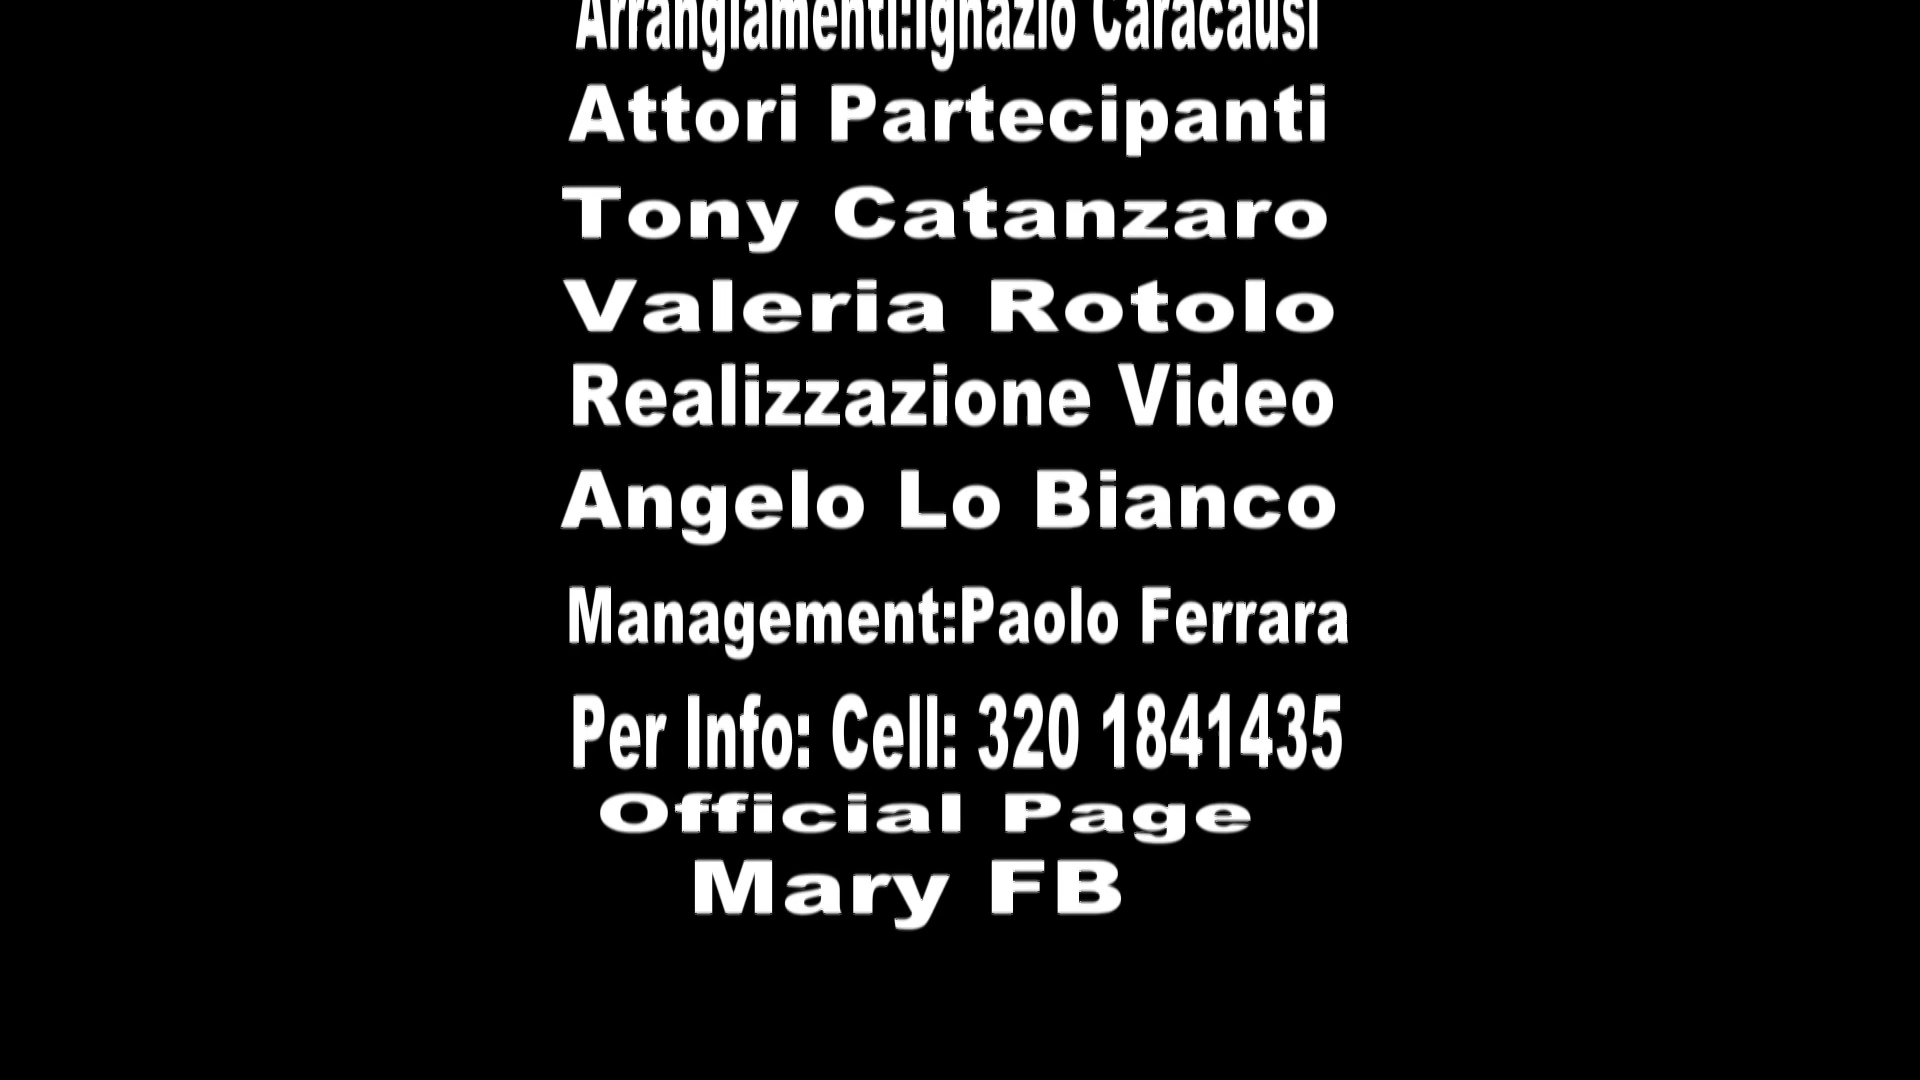 Arrangiamenti:Ignazio Caracausi
Attori Partecipanti
Tony Catanzaro
Valeria Rotolo
Realizzazione Video
Angelo Lo Bianco
Management:Paolo Ferrara
Per Info: Cell: 320 1841435
Official Page
Mary FB